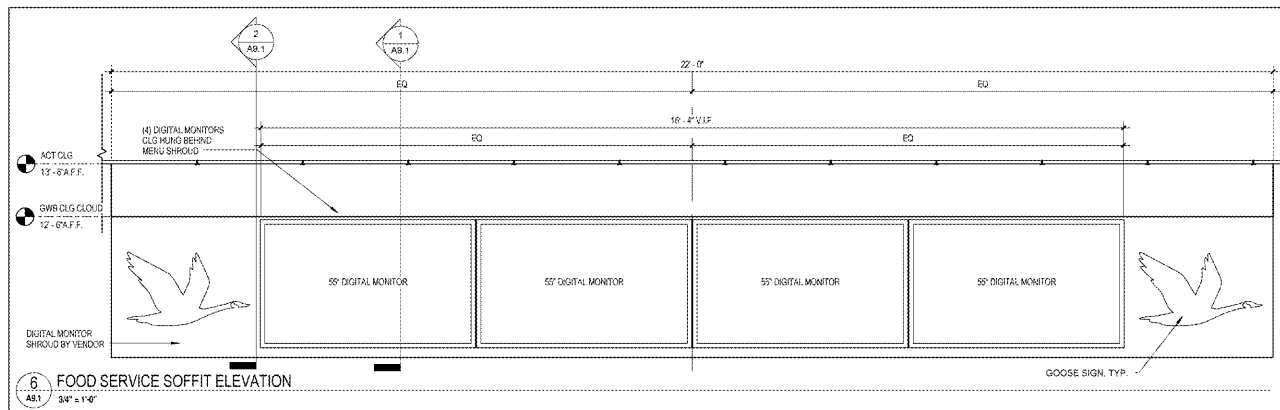 2
A9.1
1
A9.1
22' - 0"
EQ
EQ
16' - 4" V.I.F.
EQ
EQ
(4) DIGITAL MONITORS
CLG HUNG BEHIND
MENU SHROUD
ACT CLG
13' - 6" A.F.F.
GWB CLG CLOUD
12' - 6" A.F.F.
55" DIGITAL MONITOR
55" DIGITAL MONITOR
55" DIGITAL MONITOR
55" DIGITAL MONITOR
DIGITAL MONITOR
SHROUD BY VENDOR
GOOSE SIGN, TYP.
6
A9.1
FOOD SERVICE SOFFIT ELEVATION
3/4" = 1'-0"